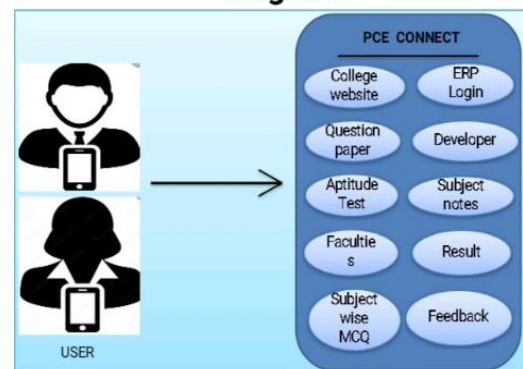 PCE CONNECT
College
website
ERP
Login
Question
paper
Developer
Aptitude
Test
Subject
notes
Facultie
s
Result
Subject
wise
MCQ
Feedback
USER